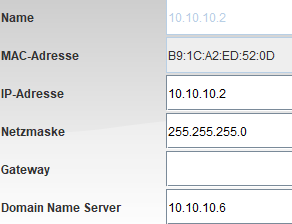 Name 10.10.10.2
MAC-Adresse B9:1C:A2:ED:52:0D
IP-Adresse 10.10.10.2
Netzmaske 255.255.255.0
Gateway
Domain Name Server 10.10.10.6